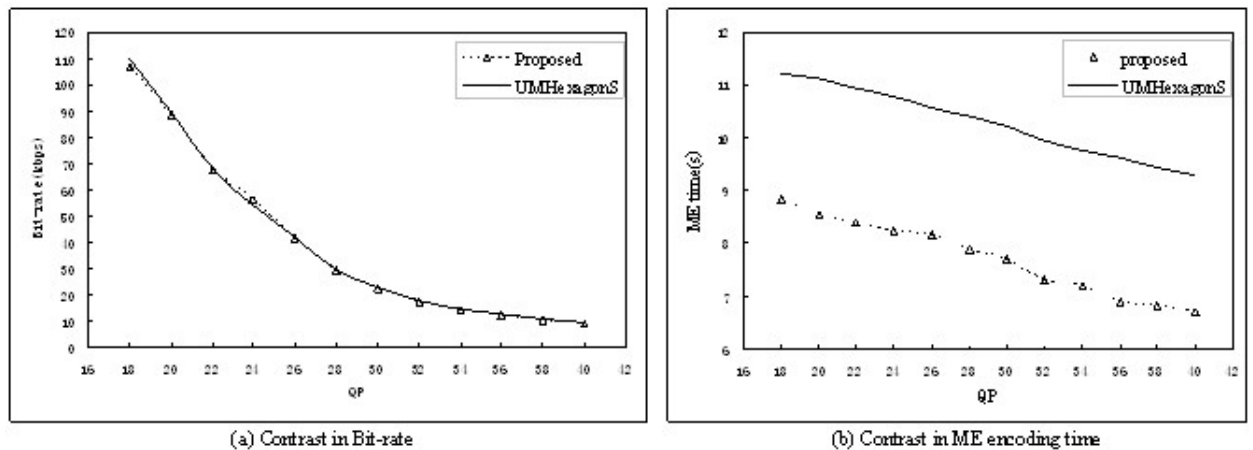 120
110
100
90
80
70
60
50
40
30
20
10
0
Bit-rate(kbps)
Proposed
UMHexagonS
16 18 20 22 24 26 28 30 32 34 36 38 40 42
QP
(a) Contrast in Bit-rate
12
11
10
9
8
7
6
ME time(s)
proposed
UMHexagonS
16 18 20 22 24 26 28 30 32 34 36 38 40 42
QP
(b) Contrast in ME encoding time